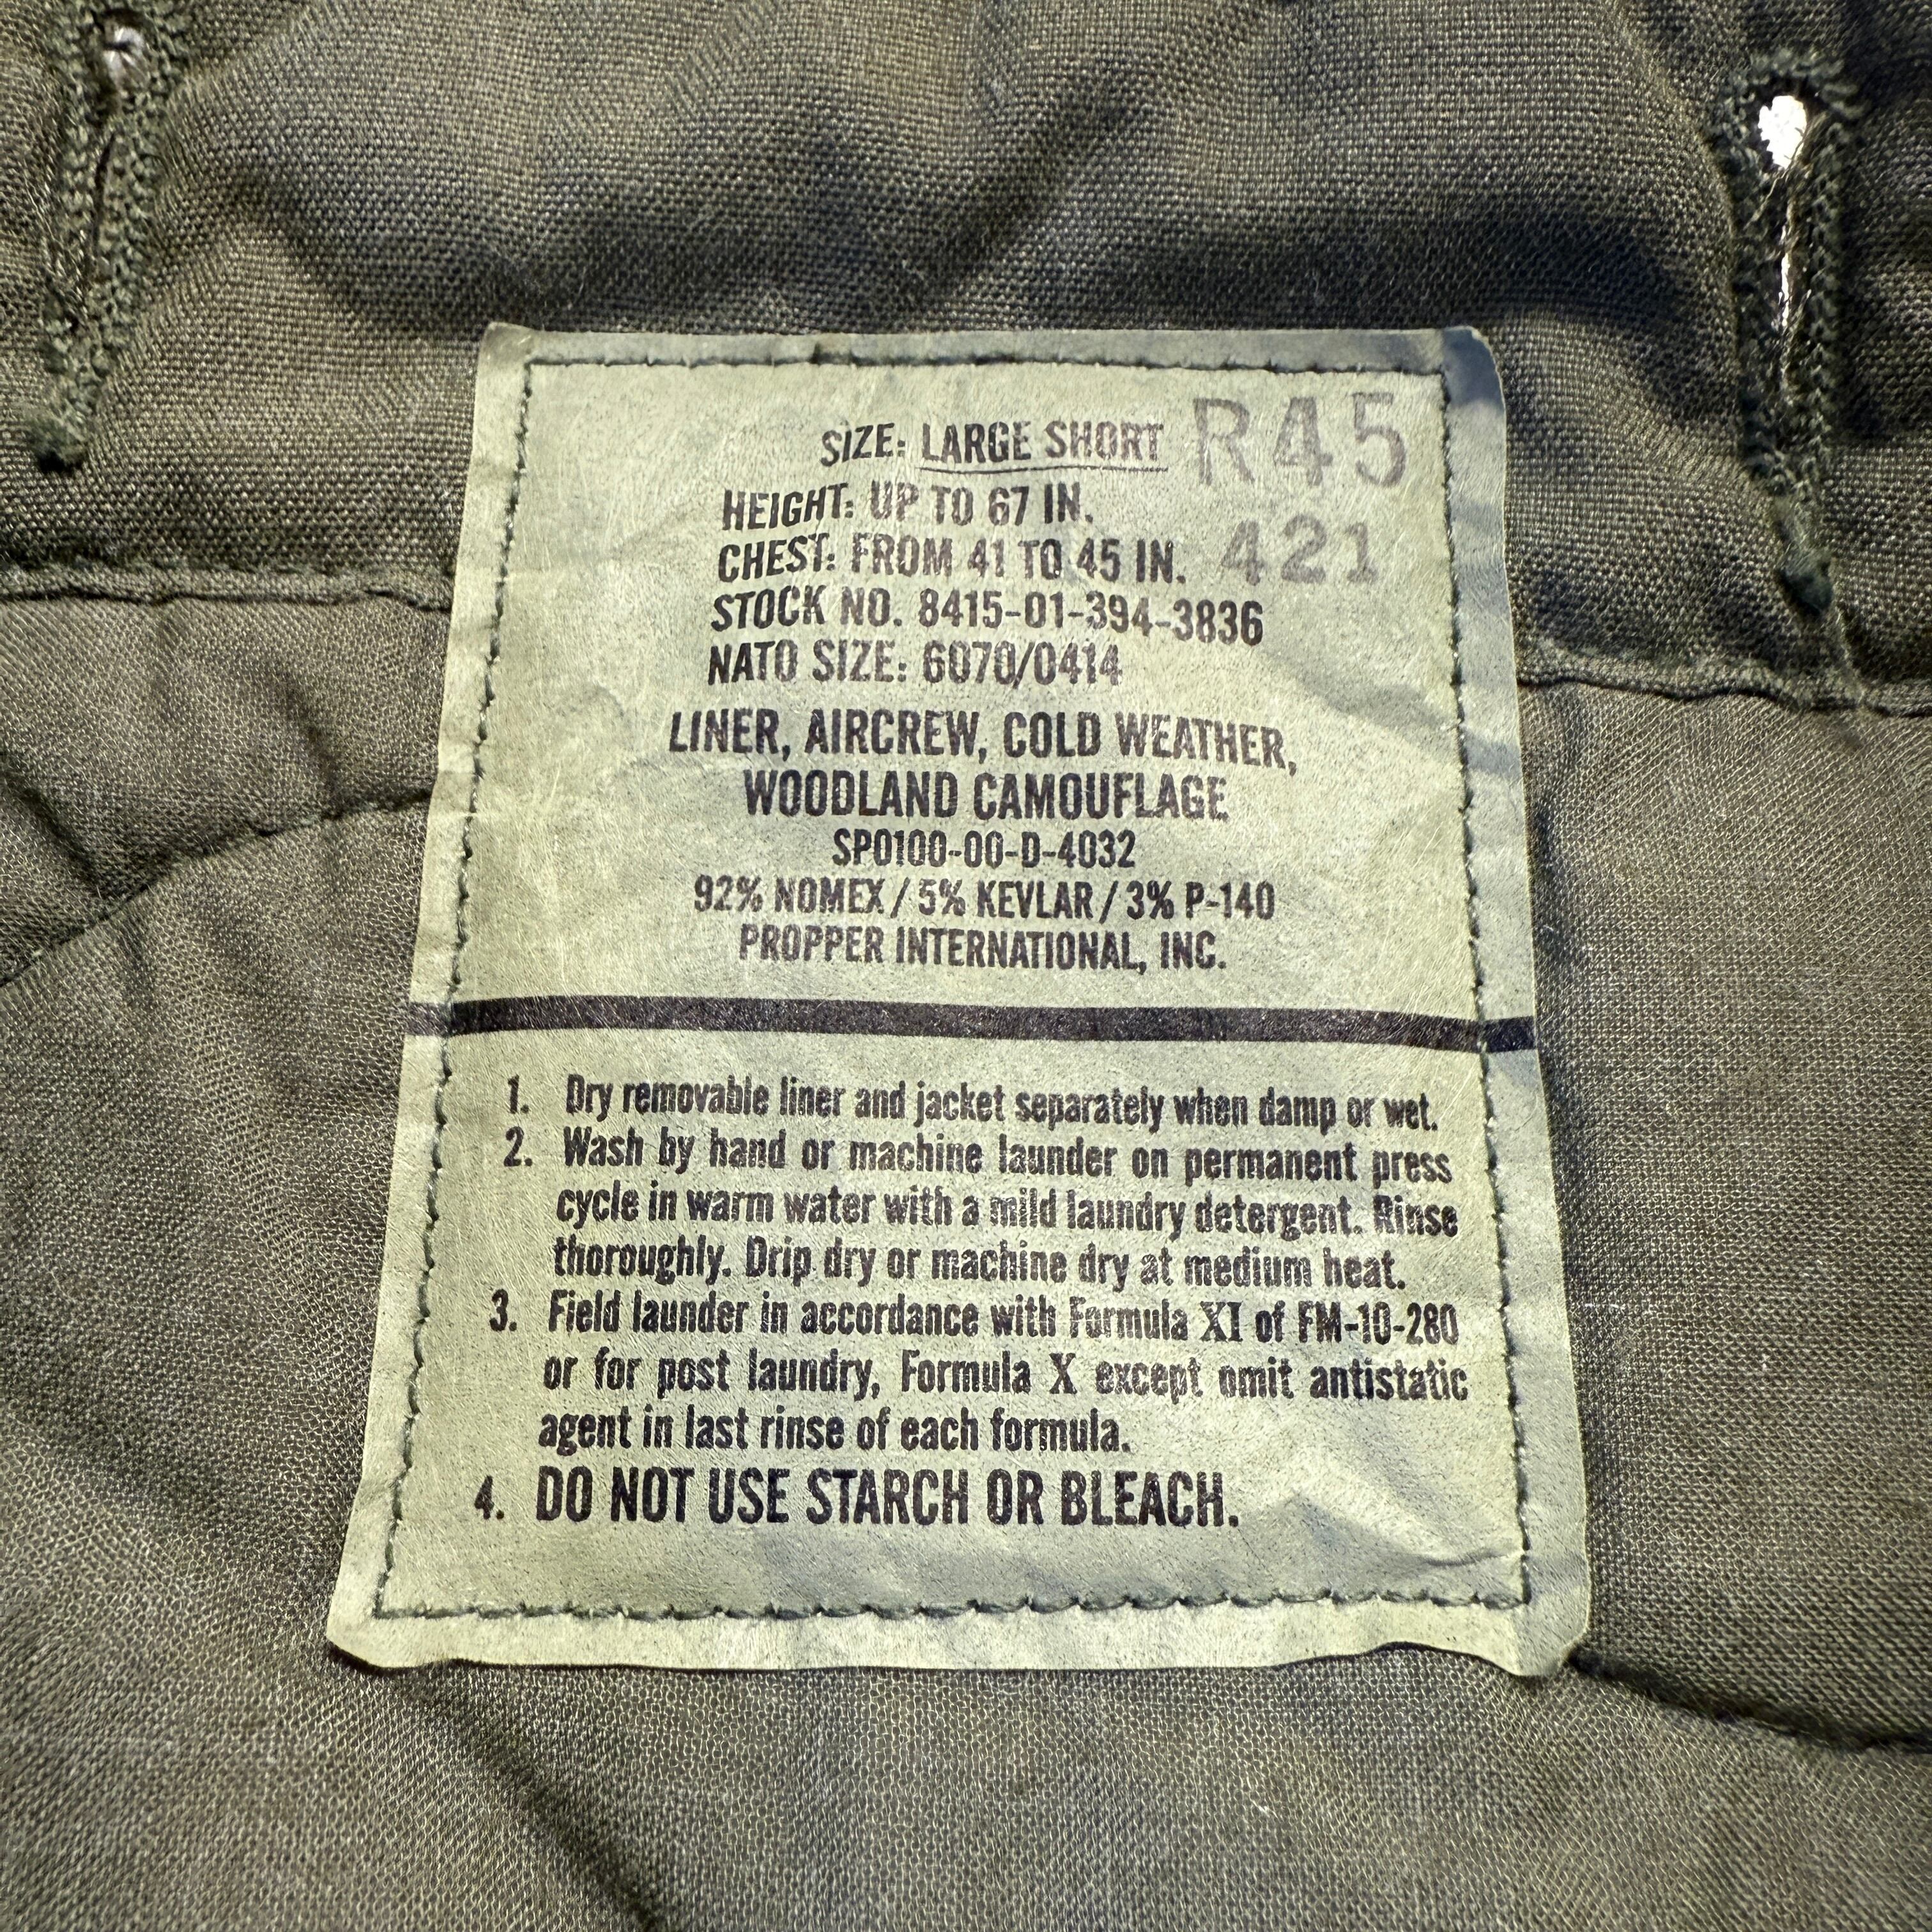 SIZE: LARGE SHORT R45
HEIGHT: UP TO 67 IN.
CHEST: FROM 41 TO 45 IN. 421
STOCK NO. 8415-01-394-3836
NATO SIZE: 6070/0414
LINER, AIRCREW, COLD WEATHER,
WOODLAND CAMOUFLAGE
SPO100-00-D-4032
92% NOMEX / 5% KEVLAR / 3% P-140
PROPPER INTERNATIONAL, INC.
1. Dry removable liner and jacket separately when damp or wet.
2. Wash by hand or machine launder on permanent press
cycle in warm water with a mild laundry detergent. Rinse
thoroughly. Drip dry or machine dry at medium heat.
3. Field launder in accordance with Formula XI of FM-10-280
or for post laundry, Formula X except omit antistatic
agent in last rinse of each formula.
4. DO NOT USE STARCH OR BLEACH.